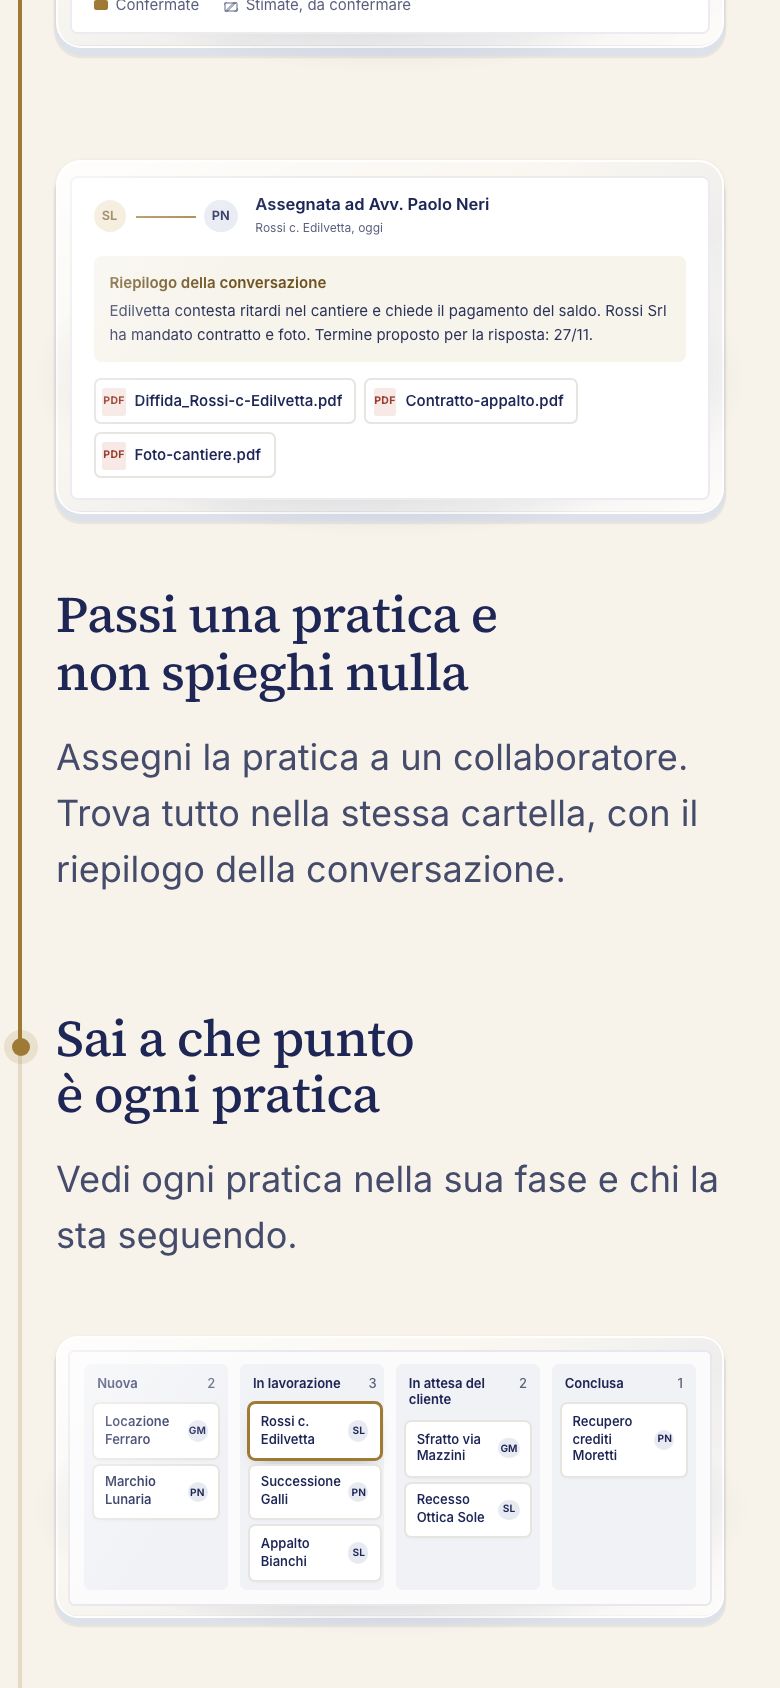 Confermate
Stimate, da confermare
SL
PN
Assegnata ad Avv. Paolo Neri
Rossi c. Edilvetta, oggi
Riepilogo della conversazione
Edilvetta contesta ritardi nel cantiere e chiede il pagamento del saldo. Rossi Srl
ha mandato contratto e foto. Termine proposto per la risposta: 27/11.
PDF Diffida_Rossi-c-Edilvetta.pdf
PDF Contratto-appalto.pdf
PDF Foto-cantiere.pdf
Passi una pratica e
non spieghi nulla
Assegni la pratica a un collaboratore.
Trova tutto nella stessa cartella, con il
riepilogo della conversazione.
Sai a che punto
è ogni pratica
Vedi ogni pratica nella sua fase e chi la
sta seguendo.
Nuova 2
Locazione
Ferraro
GM
Marchio
Lunaria
PN
In lavorazione 3
Rossi c.
Edilvetta
SL
Successione
Galli
PN
Appalto
Bianchi
SL
In attesa del
cliente
2
Sfratto via
Mazzini
GM
Recesso
Ottica Sole
SL
Conclusa 1
Recupero
crediti
Moretti
PN